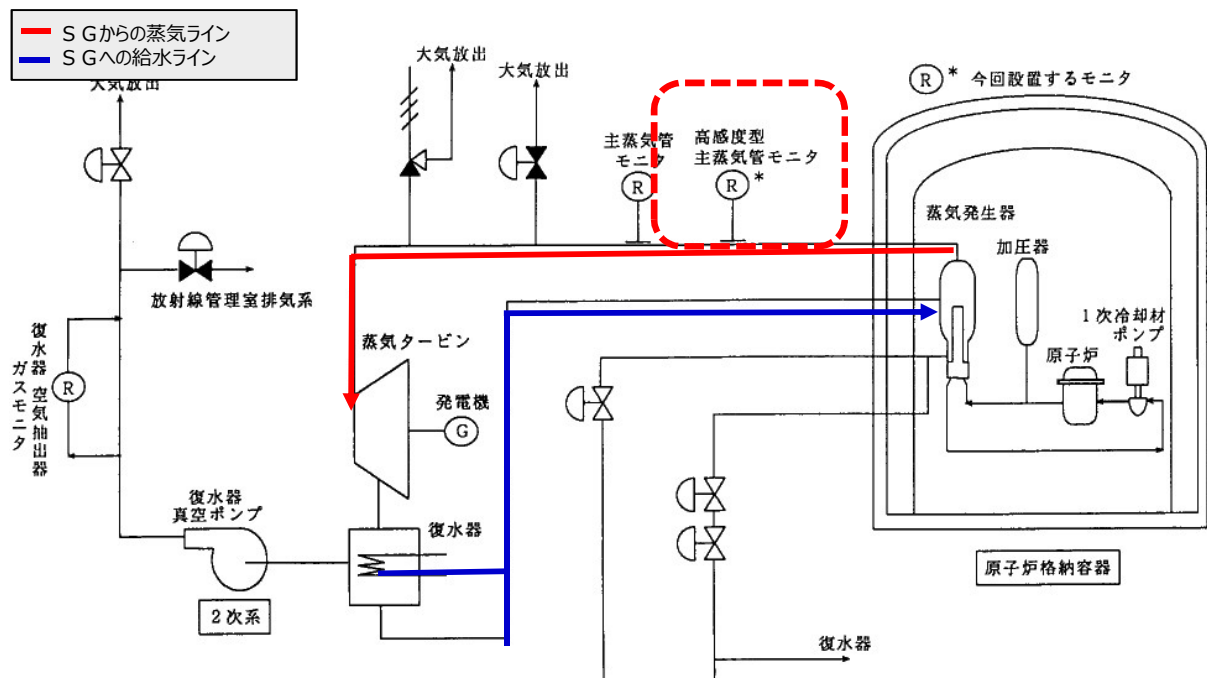 ＳＧからの蒸気ライン
ＳＧへの給水ライン
大気放出
大気放出
大気放出
R * 今回設置するモニタ
主蒸気管
モニタ
R
高感度型
主蒸気管モニタ
R *
蒸気発生器
加圧器
1次冷却材
ポンプ
原子炉
放射線管理室排気系
蒸気タービン
発電機
G
復水器 空気抽出器
ガスモニタ
R
復水器
真空ポンプ
復水器
2次系
原子炉格納容器
復水器